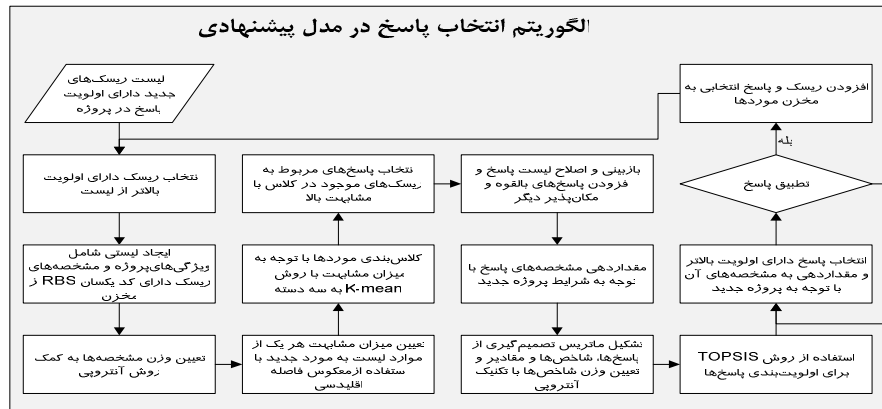 الگوریتم انتخاب پاسخ در مدل پیشنهادی
لیست ریسک‌های
جدید دارای اولویت
پاسخ در پروژه
انتخاب ریسک دارای اولویت
بالاتر از لیست
ایجاد لیستی شامل
ویژگی‌های‌پروژه و مشخصه‌های
ریسک دارای کد یکسان RBS ز
مخزن
تعیین وزن مشخصه‌ها به کمک
روش آنتروپی
تعیین میزان مشابهت هر یک از
موارد لیست به مورد جدید با
ستفاده ازمعکوس فاصله
اقلیدسی
کلاس‌بندی موردها با توجه به
میزان مشابهت با روش
K-mean به سه دسته
انتخاب پاسخ‌های مربوط به
ریسک‌های موجود در کلاس با
مشابهت بالا
بازبینی و اصلاح لیست پاسخ و
فزودن پاسخ‌های بالقوه و
مکان‌پذیر دیگر
مقداردهی مشخصه‌های پاسخ با
توجه به شرایط پروژه جدید
تشکیل ماتریس تصمیم‌گیری از
پاسخ‌ها، شاخص‌ها و مقادیر و
تعیین وزن شاخص‌ها با تکنیک
آنتروپی
استفاده از روش TOPSIS
برای اولویت‌بندی پاسخ‌ها
انتخاب پاسخ دارای اولویت بالاتر
و مقداردهی به مشخصه‌های آن
با توجه به پروژه جدید
تطبیق پاسخ
بله
افزودن ریسک و پاسخ انتخابی به
مخزن موردها